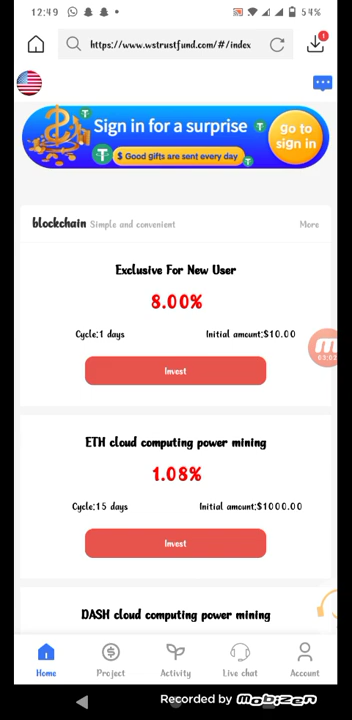 12:49
54%
https://www.wstrustfund.com/#/index
1
Sign in for a surprise
$ Good gifts are sent every day
go to
sign in
blockchain Simple and convenient More
Exclusive For New User
8.00%
Cycle:1 days Initial amount:$10.00
Invest
ETH cloud computing power mining
1.08%
Cycle:15 days Initial amount:$1000.00
Invest
DASH cloud computing power mining
Home Project Activity Live chat Account
Recorded by mobizen